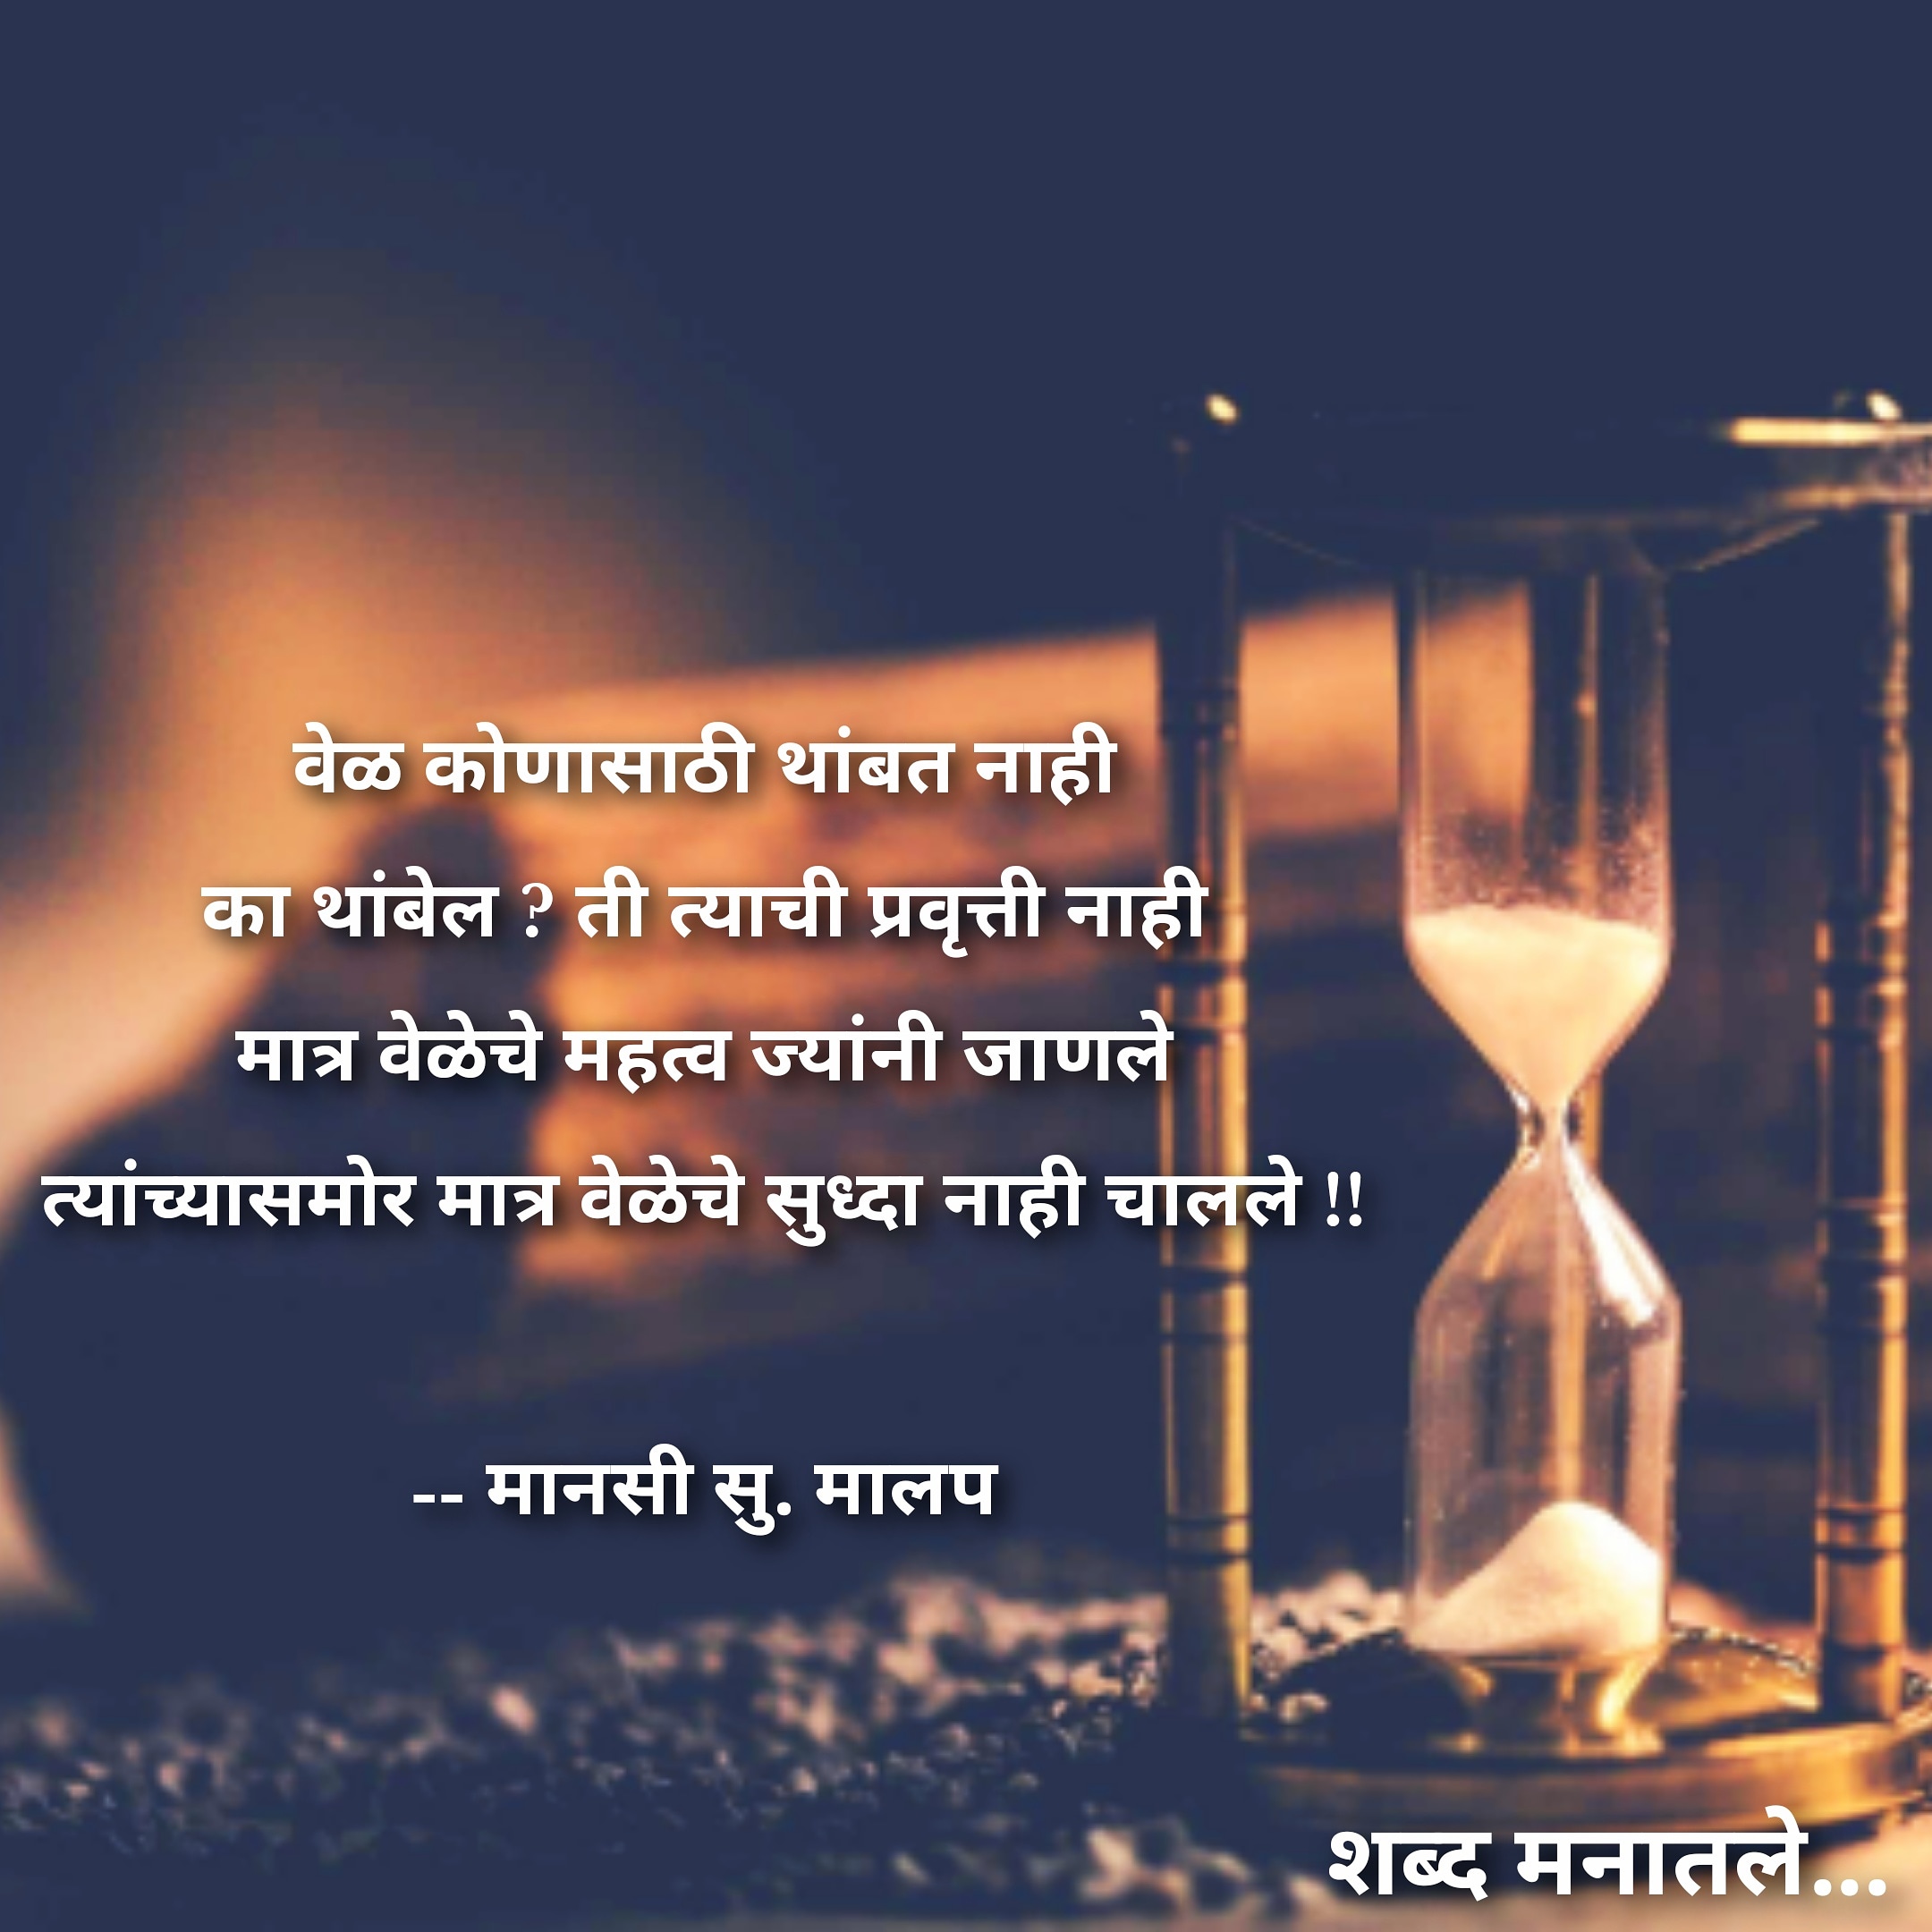 वेळ कोणासाठी थांबत नाही
का थांबेल ? ती त्याची प्रवृत्ती नाही
मात्र वेळेचे महत्व ज्यांनी जाणले
त्यांच्यासमोर मात्र वेळेचे सुध्दा नाही चालले !!
-- मानसी सु. मालप
शब्द मनातले...